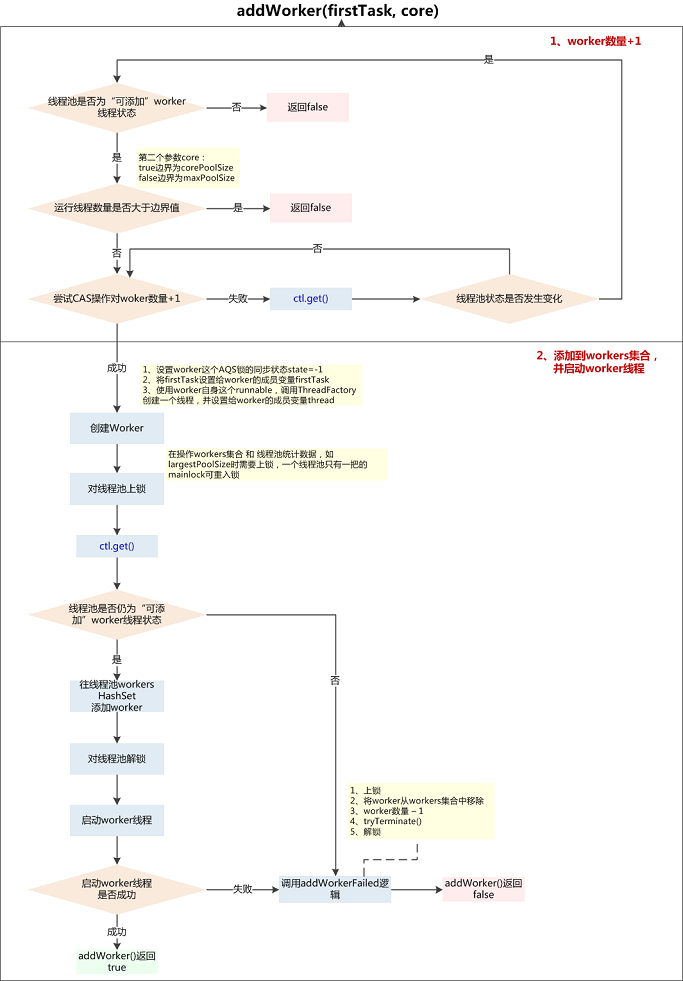 addWorker(firstTask, core)
1、woker数量+1
是
线程池是否为“可添加”worker
线程状态
否
返回false
是
第二个参数core：
true边界为corePoolSize
false边界为maxPoolSize
运行线程数量是否大于边界值
是
返回false
否
否
尝试CAS操作对woker数量+1
失败
ctl.get()
线程池状态是否发生变化
2、添加到workers集合，
并启动worker线程
成功
1、设置worker这个AQS锁的同步状态state=-1
2、将firstTask设置给worker的成员变量firstTask
3、使用worker自身这个runnable，调用ThreadFactory
创建一个线程，并设置给worker的成员变量thread
创建Worker
在操作workers集合 和 线程池统计数据，如
largestPoolSize时需要上锁，一个线程池只有一把的
mainlock可重入锁
对线程池上锁
ctl.get()
线程池是否仍为“可添
加”worker线程状态
是
否
往线程池workers
HashSet
添加worker
对线程池解锁
启动worker线程
1、上锁
2、将worker从workers集合中移除
3、worker数量－1
4、tryTerminate()
5、解锁
启动worker线程
是否成功
失败
调用addWorkerFailed逻
辑
addWorker()返回
false
成功
addWorker()返回
true